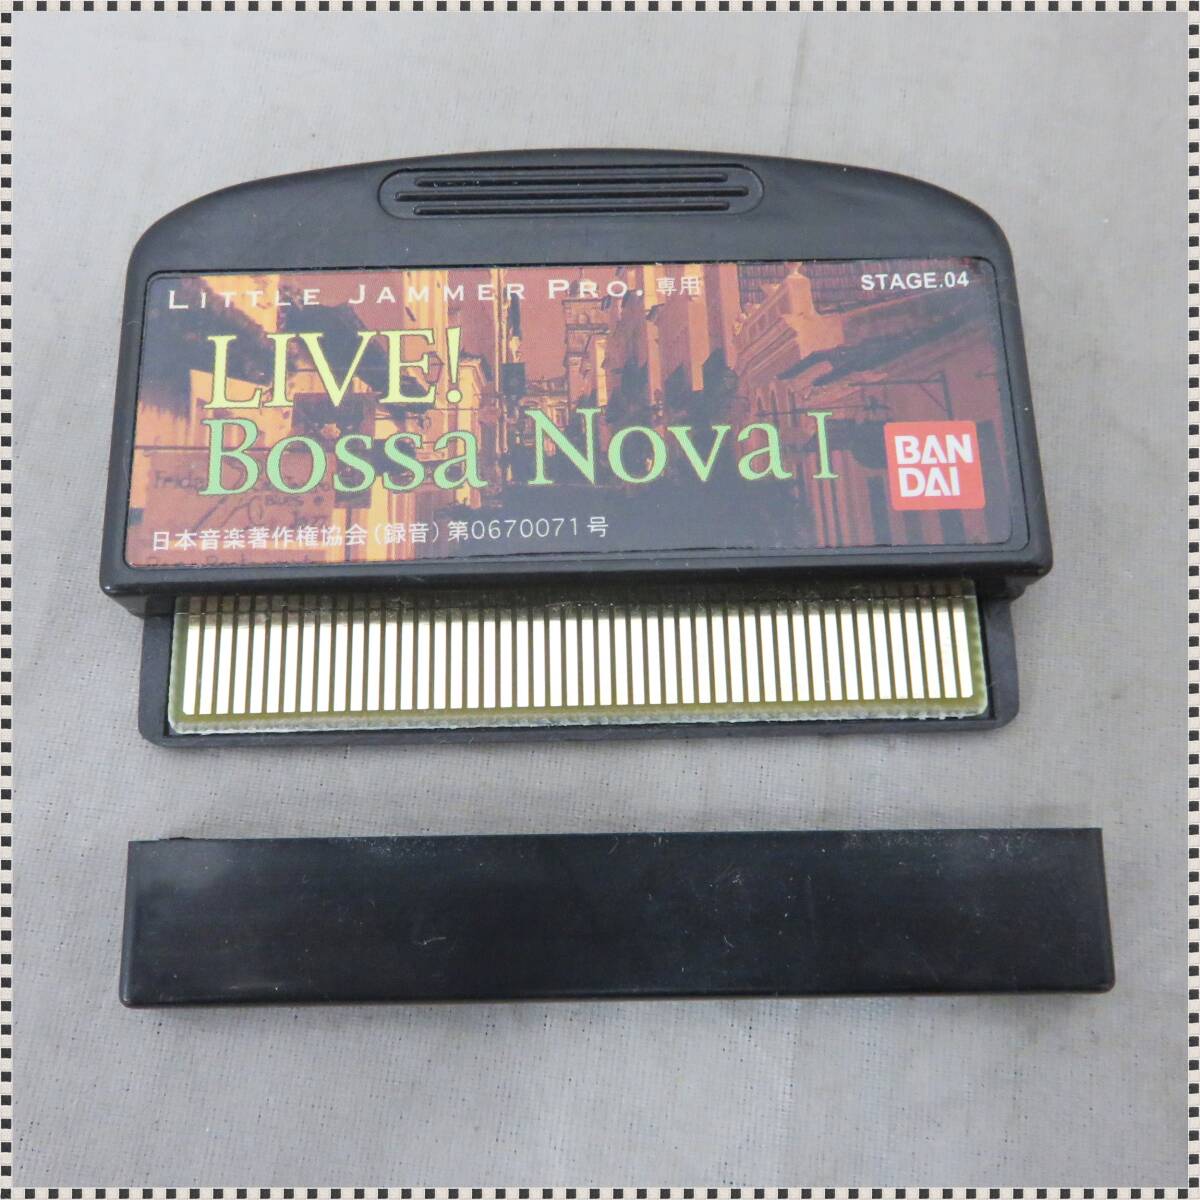 LITTLE JAMMER PRO. 専用
STAGE.04
LIVE!
Bossa Nova I
BAN
DAI
日本音楽著作権協会(録音)第0670071号